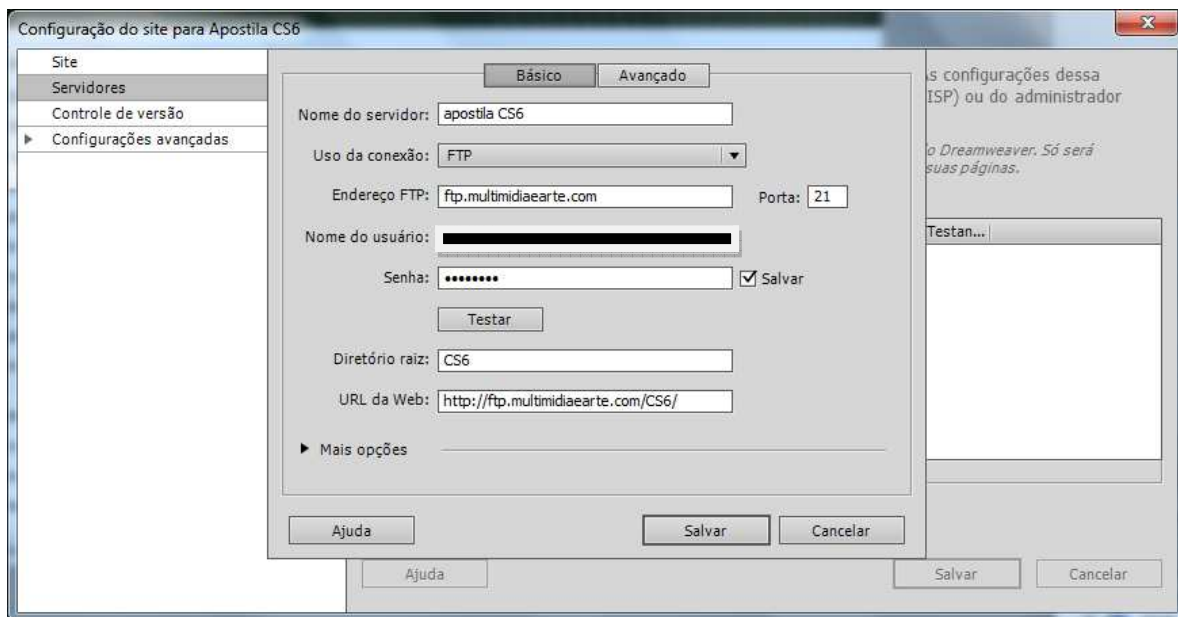 Configuração do site para Apostila CS6
Site
Servidores
Controle de versão
Configurações avançadas
Básico
Avançado
Nome do servidor: apostila CS6
Uso da conexão: FTP
Endereço FTP: ftp.multimidiaearte.com Porta: 21
Nome do usuário:
Senha: •••••••• Salvar
Testar
Diretório raiz: CS6
URL da Web: http://ftp.multimidiaearte.com/CS6/
Mais opções
Ajuda Salvar Cancelar
s configurações dessa
ISP) ou do administrador
o Dreamweaver. Só será
suas páginas.
Testan...
Ajuda Salvar Cancelar